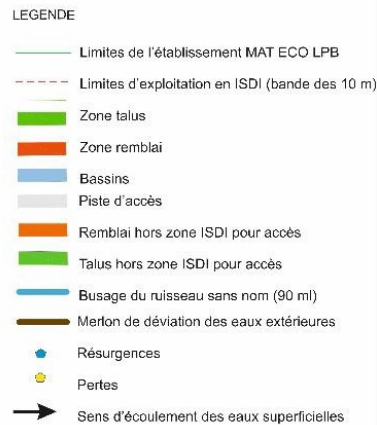 LEGENDE
Limites de l'établissement MAT ECO LPB
Limites d'exploitation en ISDI (bande des 10 m)
Zone talus
Zone remblai
Bassins
Piste d'accès
Remblai hors zone ISDI pour accès
Talus hors zone ISDI pour accès
Busage du ruisseau sans nom (90 ml)
Merlon de déviation des eaux extérieures
Résurgences
Pertes
Sens d'écoulement des eaux superficielles